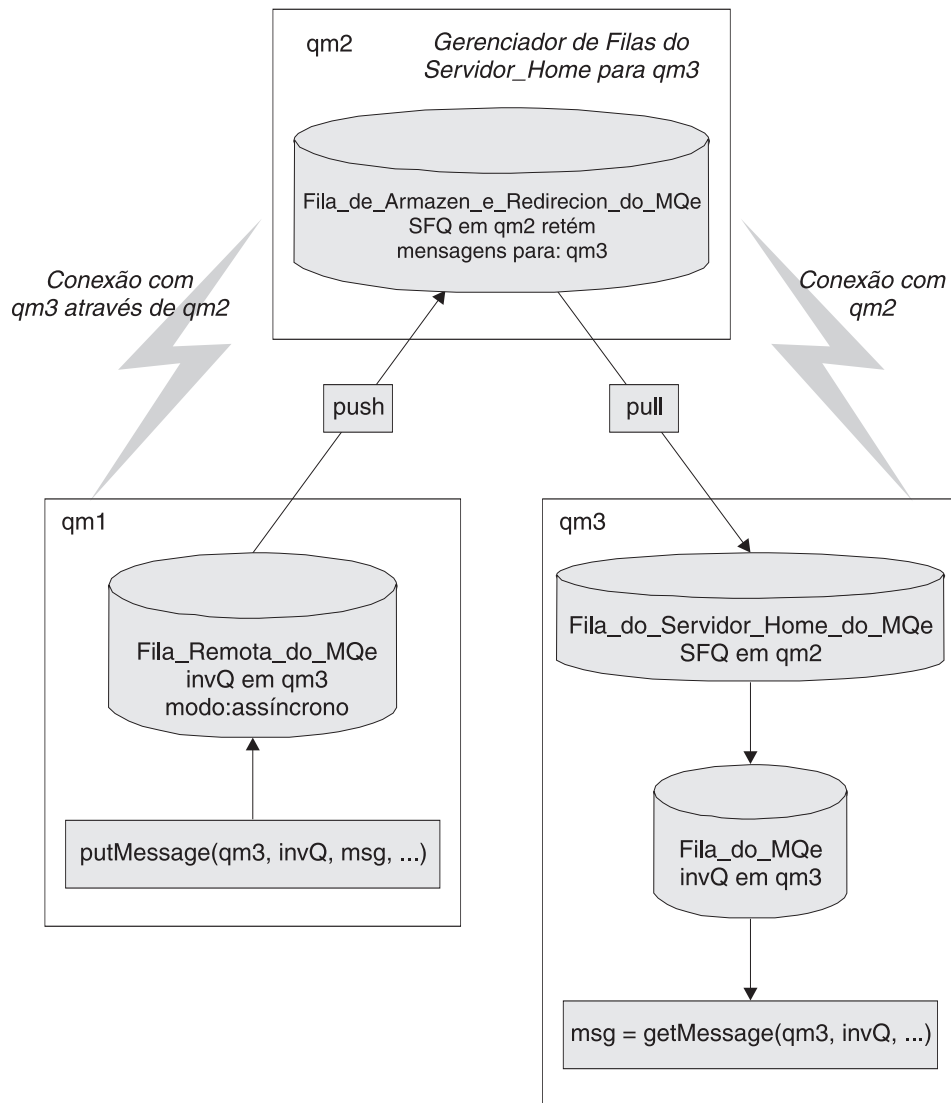 qm2
Gerenciador de Filas do
Servidor_Home para qm3
Fila_de_Armazen_e_Redirecion_do_MQe
SFQ em qm2 retém
mensagens para: qm3
Conexão com
qm3 através de qm2
Conexão com
qm2
push
pull
qm1
Fila_Remota_do_MQe
invQ em qm3
modo:assíncrono
putMessage(qm3, invQ, msg, ...)
qm3
Fila_do_Servidor_Home_do_MQe
SFQ em qm2
Fila_do_MQe
invQ em qm3
msg = getMessage(qm3, invQ, ...)